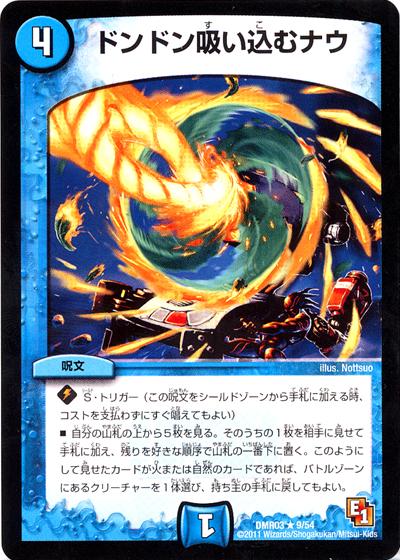 4
ドンドン吸い込むナウ
すこ
illus. Nottsuo
呪文
S・トリガー（この呪文をシールドゾーンから手札に加える時、
コストを支払わずにすぐ唱えてもよい）
■ 自分の山札の上から5枚を見る。そのうちの1枚を相手に見せて
手札に加え、残りを好きな順序で山札の一番下に置く。このように
して見せたカードが火または自然のカードであれば、バトルゾーン
にあるクリーチャーを1体選び、持ち主の手札に戻してもよい。
1
DMR03★9/54
©2011 Wizards/Shogakukan/Mitsui-Kids
E1